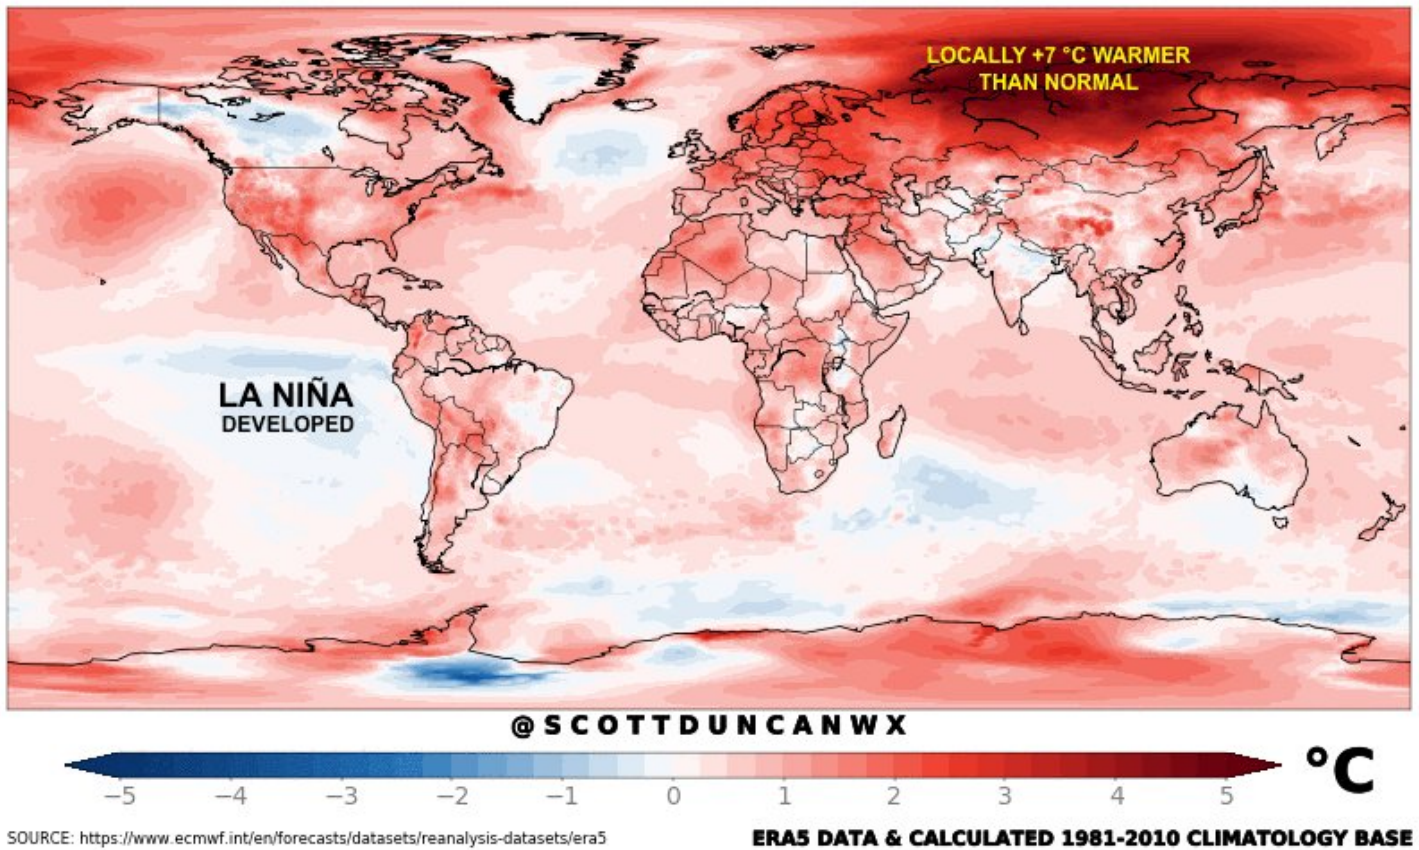 LOCALLY +7 °C WARMER
THAN NORMAL
LA NIÑA
DEVELOPED
@SCOTTDUNCANWX
°C
−5 −4 −3 −2 −1 0 1 2 3 4 5
SOURCE: https://www.ecmwf.int/en/forecasts/datasets/reanalysis-datasets/era5
ERA5 DATA & CALCULATED 1981-2010 CLIMATOLOGY BASE